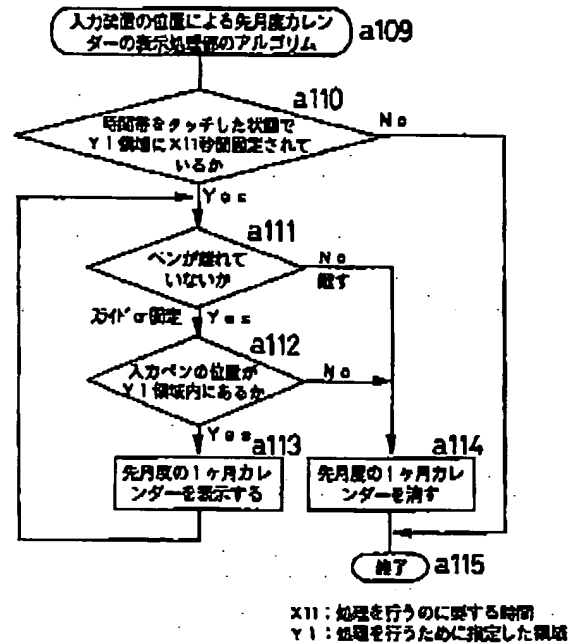 入力装置の位置による先月度カレン
ダーの表示処理部のアルゴリム
a109
a110
時間帯をタッチした状態で
Y1領域にX11秒間固定されて
いるか
No
Yes
a111
ペンが離れて
いないか
No
離す
スライド or 固定
Yes
a112
入力ペンの位置が
Y1領域内にあるか
No
Yes
a113
先月度の1ヶ月カレ
ンダーを表示する
a114
先月度の1ヶ月カレ
ンダーを消す
終了
a115
X11:処理を行うのに要する時間
Y1:処理を行うために指定した領域